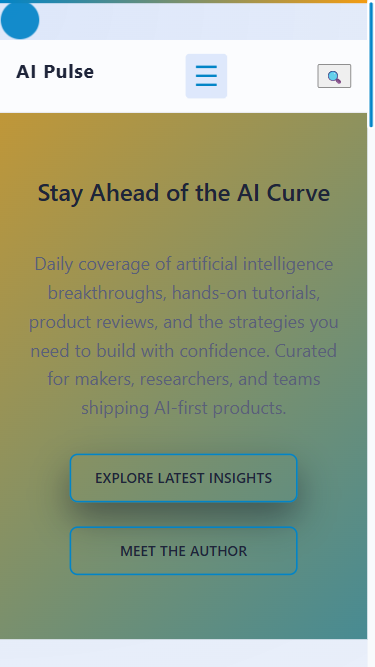 AI Pulse
Stay Ahead of the AI Curve
Daily coverage of artificial intelligence
breakthroughs, hands-on tutorials,
product reviews, and the strategies you
need to build with confidence. Curated
for makers, researchers, and teams
shipping AI-first products.
EXPLORE LATEST INSIGHTS
MEET THE AUTHOR